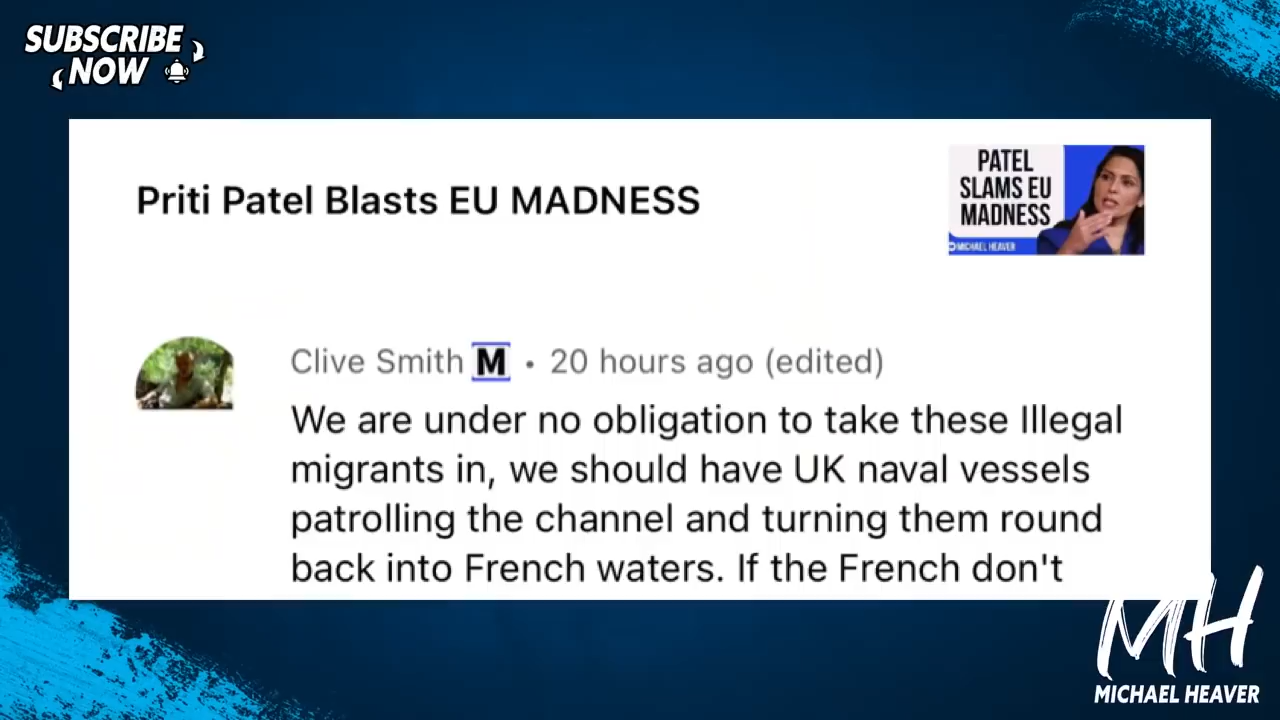 SUBSCRIBE
NOW
Priti Patel Blasts EU MADNESS
PATEL
SLAMS EU
MADNESS
MICHAEL HEAVER
Clive Smith M • 20 hours ago (edited)
We are under no obligation to take these Illegal
migrants in, we should have UK naval vessels
patrolling the channel and turning them round
back into French waters. If the French don't
MH
MICHAEL HEAVER